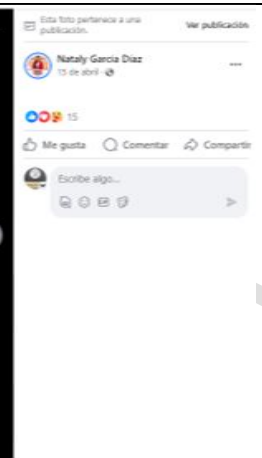 Esta foto pertenece a una
publicación.
Ver publicación
Nataly Garcia Diaz
15 de abril ·
15
Me gusta
Comentar
Compartir
Escribe algo...